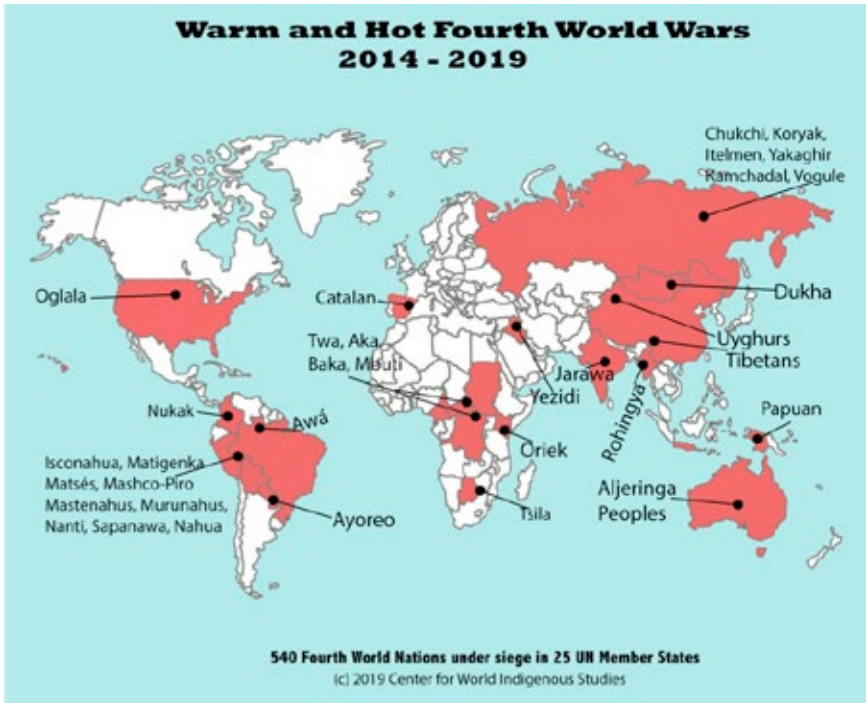 Warm and Hot Fourth World Wars
2014 - 2019
Chukchi, Koryak,
Itelmen, Yakaghir
Ramchadal, Vogule
Oglala
Catalan
Dukha
Twa, Aka,
Baka, Mbuti
Uyghurs
Tibetans
Jarawa
Yezidi
Rohingya
Nukak
Awá
Papuan
Oriek
Isconahua, Matigenka
Matsés, Mashco-Piro
Mastenahus, Murunahus,
Nanti, Sapanawa, Nahua
Aljeringa
Peoples
Ayoreo
Tsila
540 Fourth World Nations under siege in 25 UN Member States
(c) 2019 Center for World Indigenous Studies